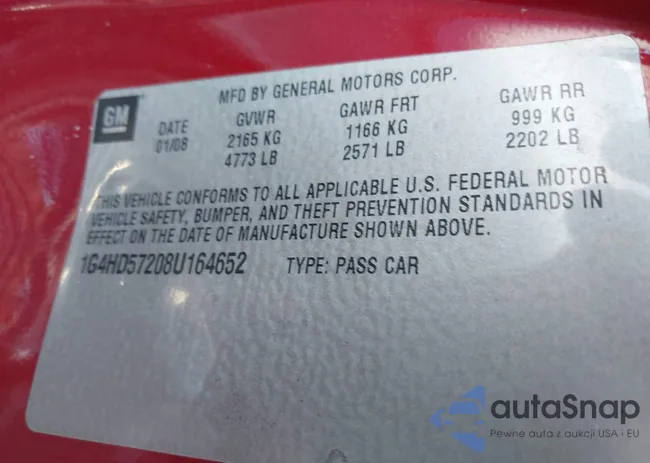 GM
MFD BY GENERAL MOTORS CORP.
DATE GVWR GAWR FRT GAWR RR
01/08 2165 KG 1166 KG 999 KG
4773 LB 2571 LB 2202 LB
THIS VEHICLE CONFORMS TO ALL APPLICABLE U.S. FEDERAL MOTOR
VEHICLE SAFETY, BUMPER, AND THEFT PREVENTION STANDARDS IN
EFFECT ON THE DATE OF MANUFACTURE SHOWN ABOVE.
1G4HD57208U164652 TYPE: PASS CAR
autaSnap
Pewne auta z aukcji USA i EU